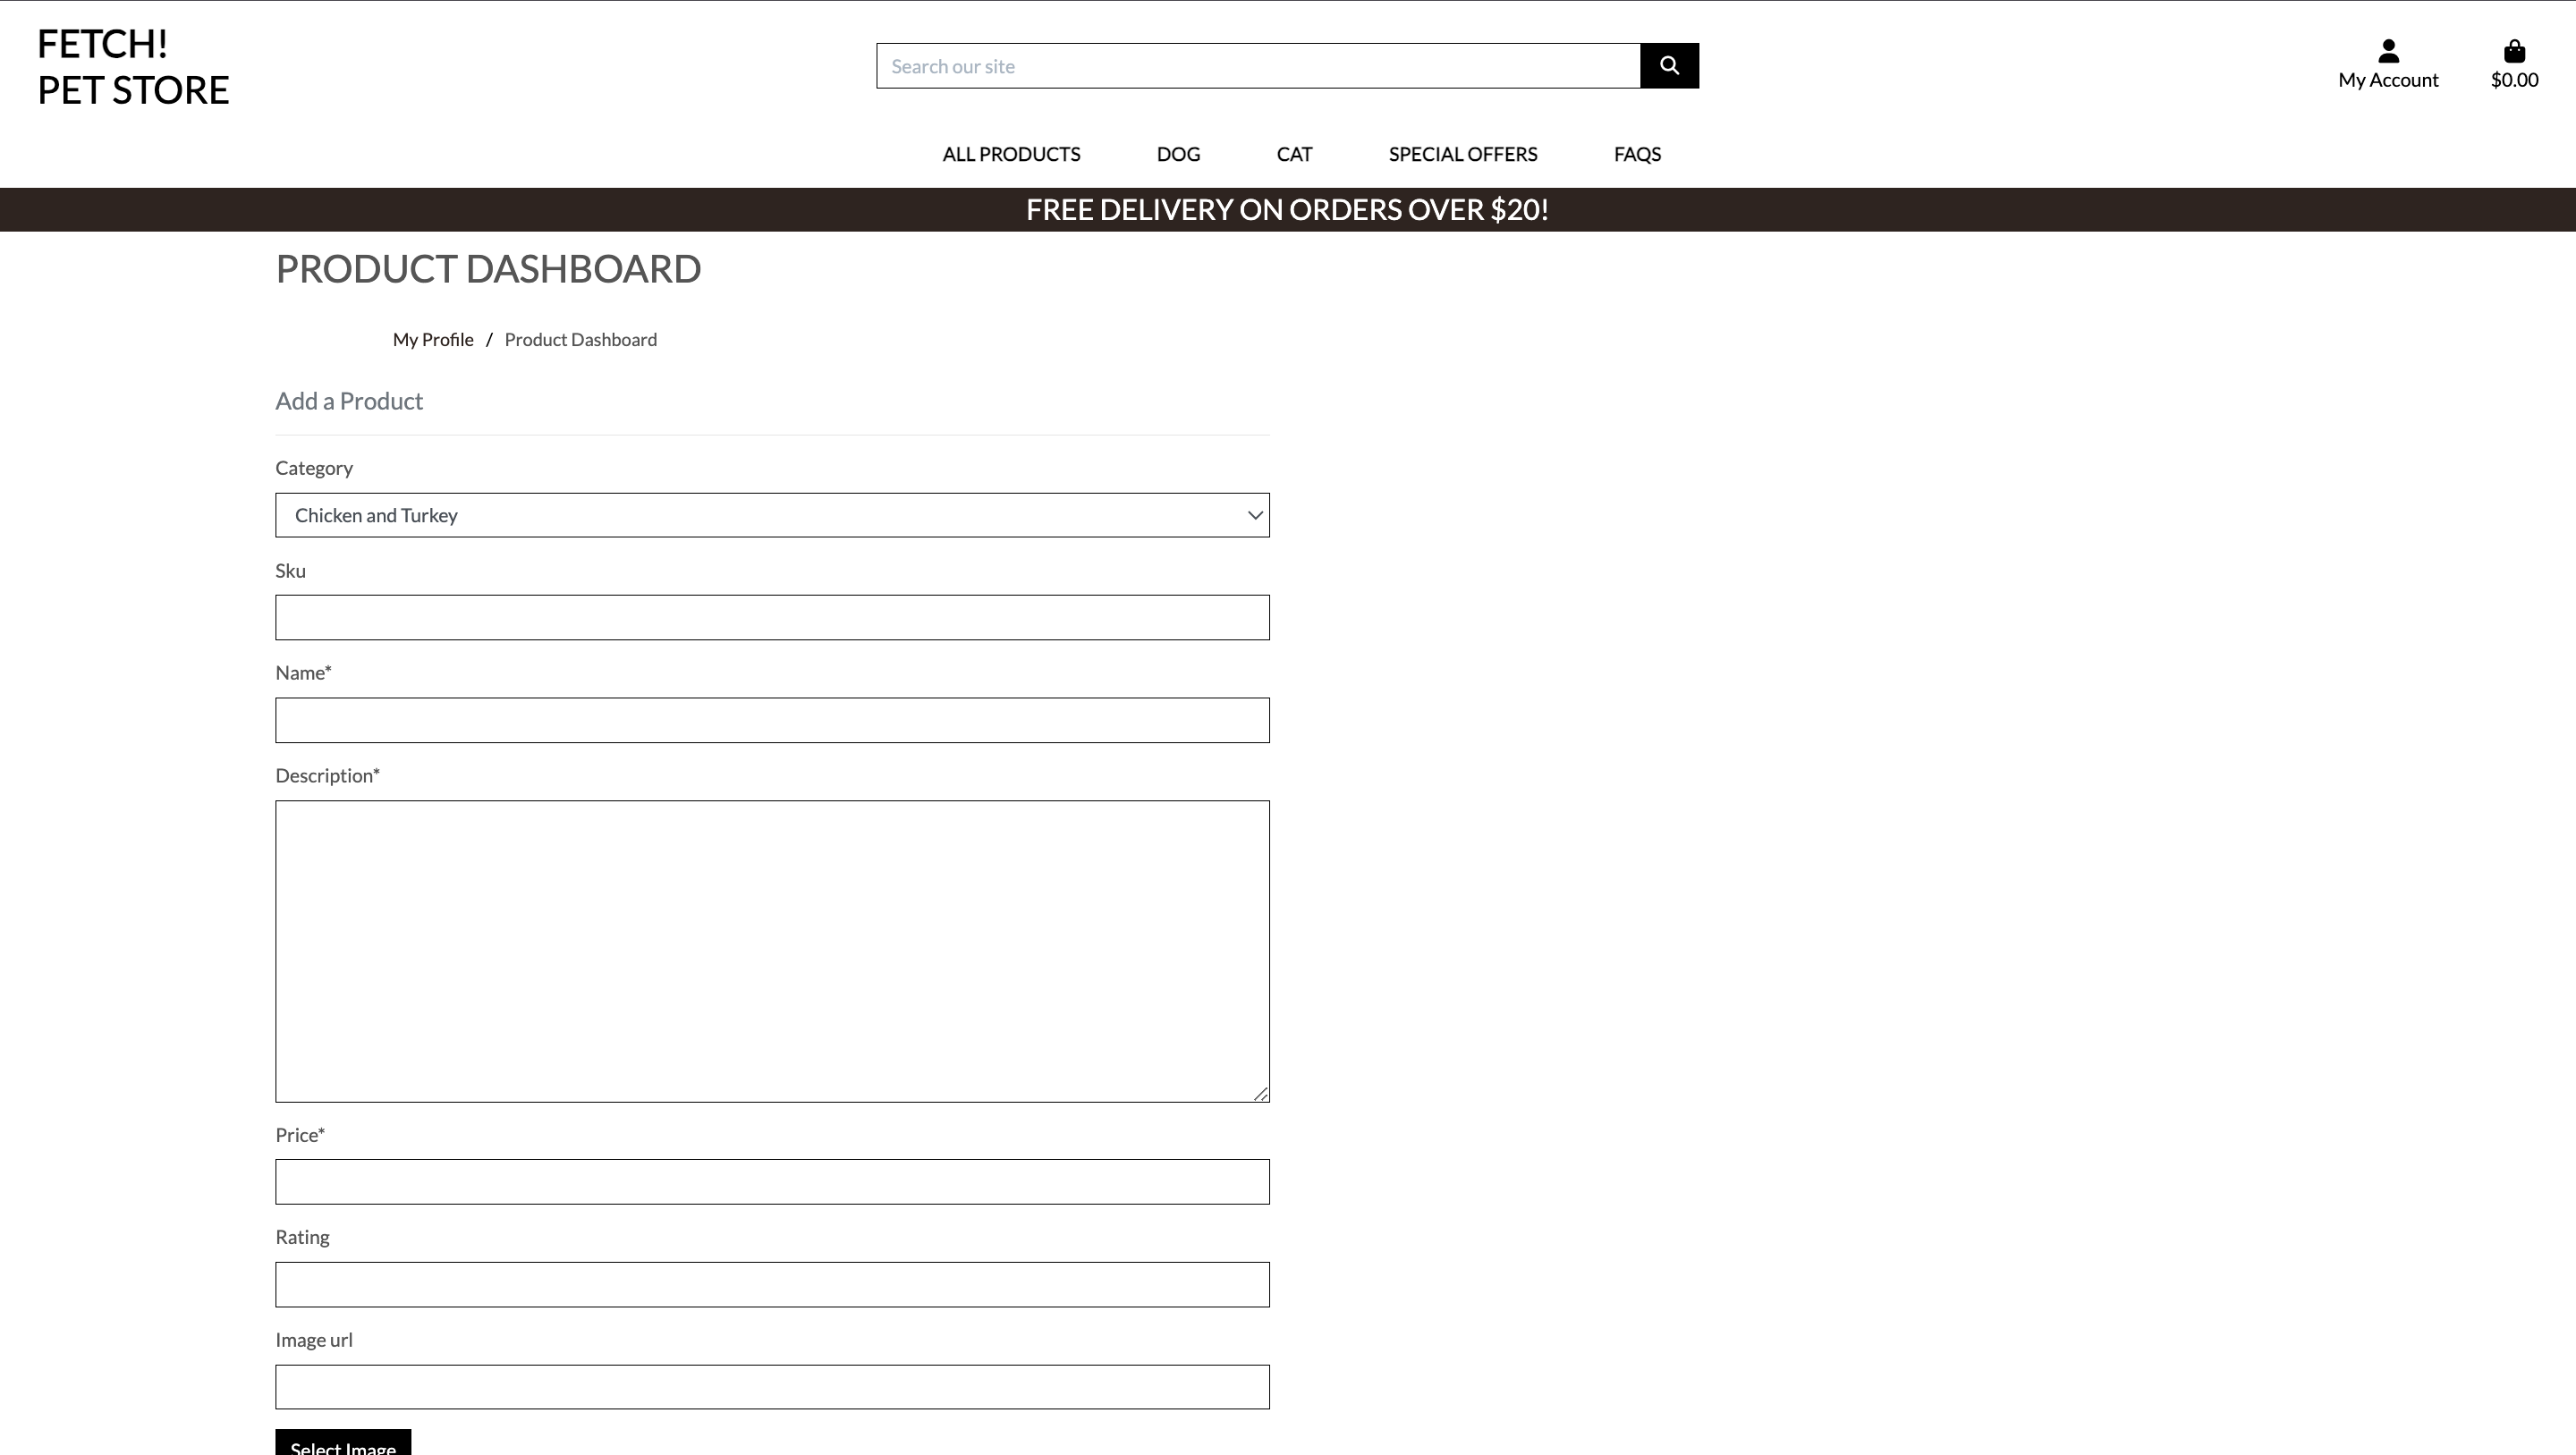 FETCH!
PET STORE
Search our site
My Account
$0.00
ALL PRODUCTS
DOG
CAT
SPECIAL OFFERS
FAQS
FREE DELIVERY ON ORDERS OVER $20!
PRODUCT DASHBOARD
My Profile / Product Dashboard
Add a Product
Category
Chicken and Turkey
Sku
Name*
Description*
Price*
Rating
Image url
Select Image